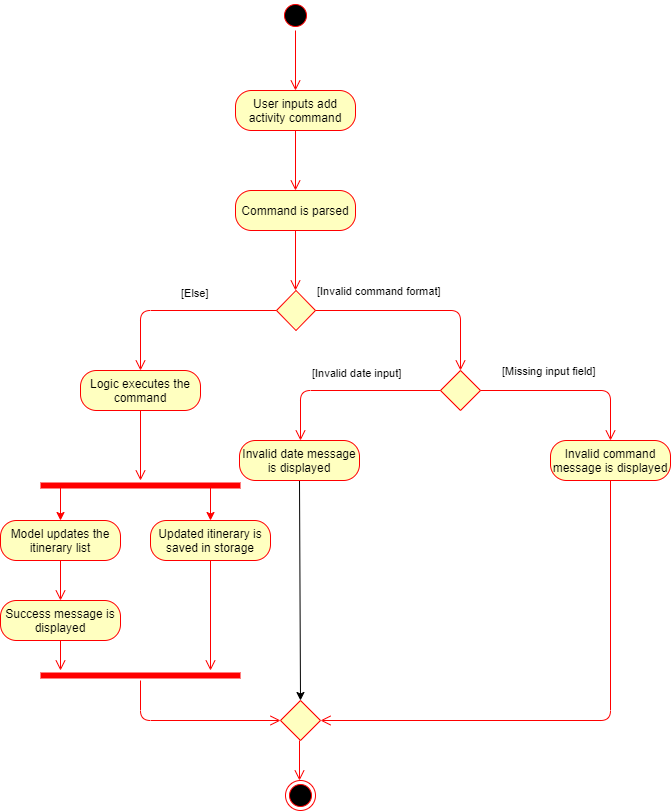 User inputs add
activity command
Command is parsed
[Else]
[Invalid command format]
[Invalid date input]
[Missing input field]
Logic executes the
command
Invalid date message
is displayed
Invalid command
message is displayed
Model updates the
itinerary list
Updated itinerary is
saved in storage
Success message is
displayed